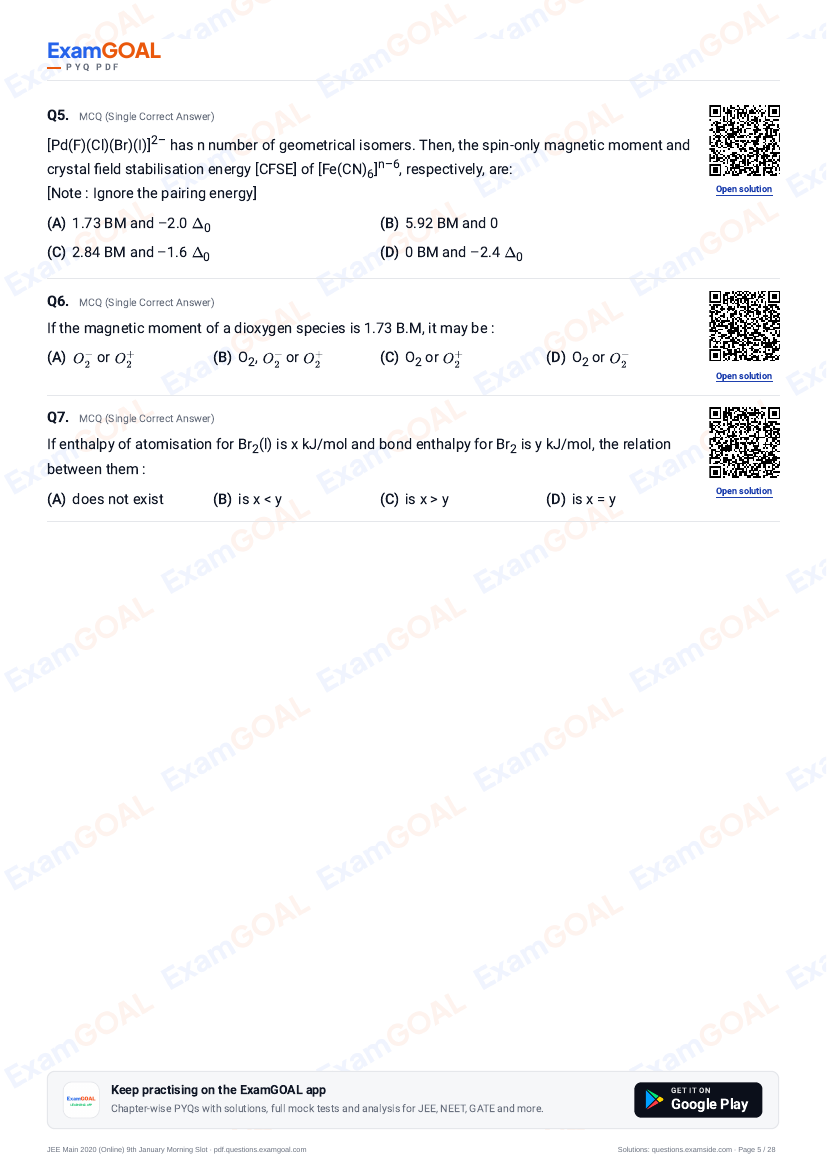 ExamGOAL
PYQ PDF
Q5. MCQ (Single Correct Answer)
[Pd(F)(Cl)(Br)(I)]²⁻ has n number of geometrical isomers. Then, the spin-only magnetic moment and
crystal field stabilisation energy [CFSE] of [Fe(CN)₆]ⁿ⁻⁶, respectively, are:
[Note : Ignore the pairing energy]
(A) 1.73 BM and −2.0 Δ₀ (B) 5.92 BM and 0
(C) 2.84 BM and −1.6 Δ₀ (D) 0 BM and −2.4 Δ₀
Open solution
Q6. MCQ (Single Correct Answer)
If the magnetic moment of a dioxygen species is 1.73 B.M, it may be :
(A) O₂⁻ or O₂⁺ (B) O₂, O₂⁻ or O₂⁺ (C) O₂ or O₂⁺ (D) O₂ or O₂⁻
Open solution
Q7. MCQ (Single Correct Answer)
If enthalpy of atomisation for Br₂(l) is x kJ/mol and bond enthalpy for Br₂ is y kJ/mol, the relation
between them :
(A) does not exist (B) is x < y (C) is x > y (D) is x = y
Open solution
ExamGOAL
Keep practising on the ExamGOAL app
Chapter-wise PYQs with solutions, full mock tests and analysis for JEE, NEET, GATE and more.
GET IT ON
Google Play
JEE Main 2020 (Online) 9th January Morning Slot · pdf.questions.examgoal.com
Solutions: questions.examside.com · Page 5 / 28